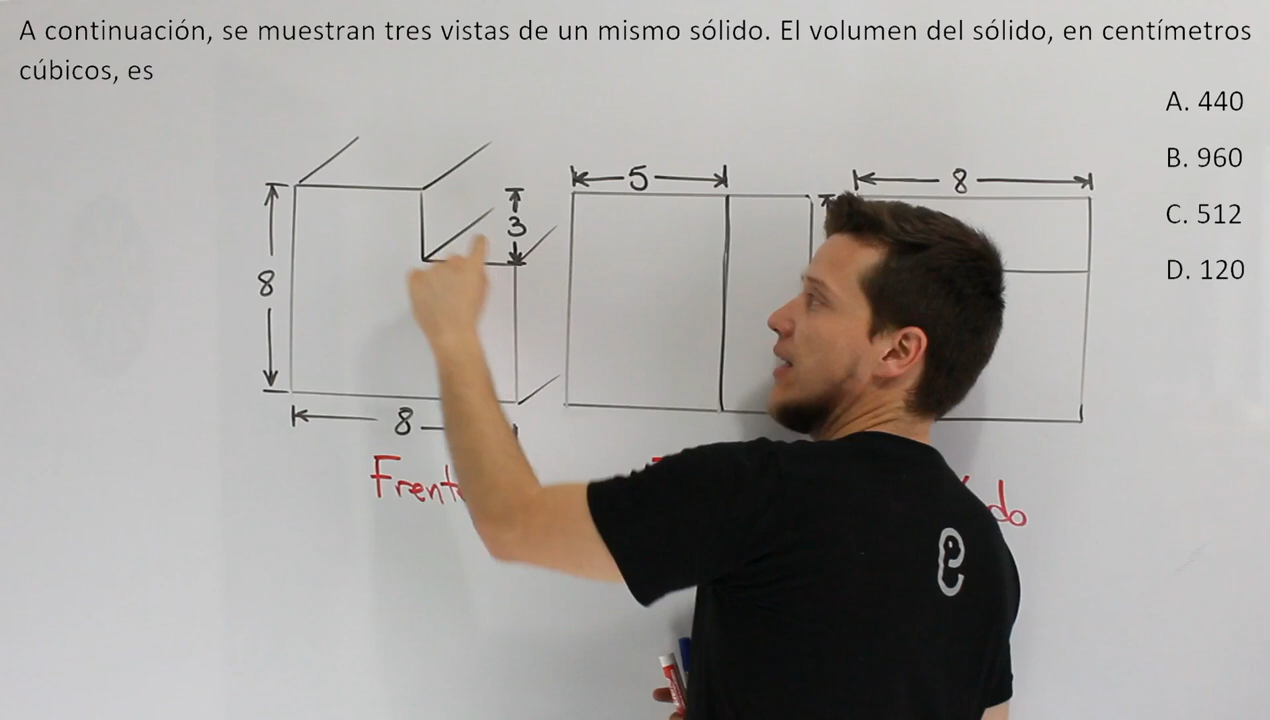 A continuación, se muestran tres vistas de un mismo sólido. El volumen del sólido, en centímetros
cúbicos, es
A. 440
B. 960
C. 512
D. 120
5
8
3
8
8
e